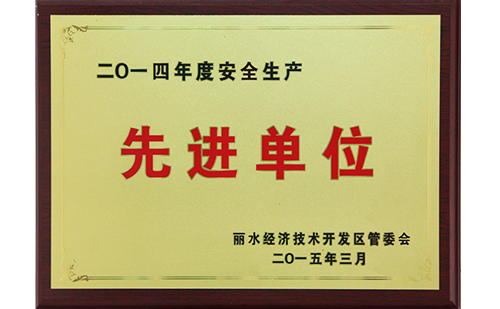 二〇一四年度安全生产
先进单位
丽水经济技术开发区管委会
二〇一五年三月